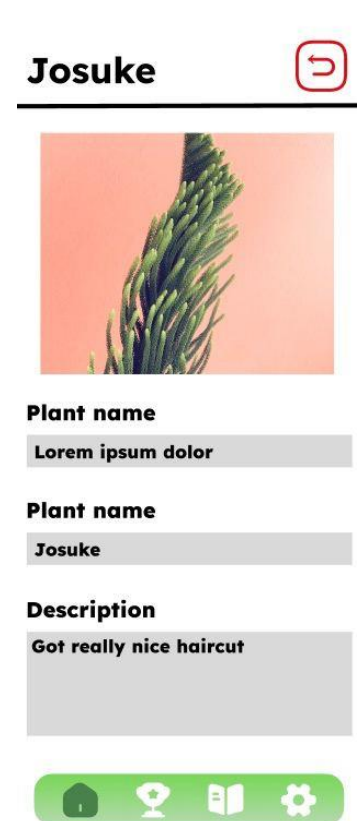 Josuke
Plant name
Lorem ipsum dolor
Plant name
Josuke
Description
Got really nice haircut